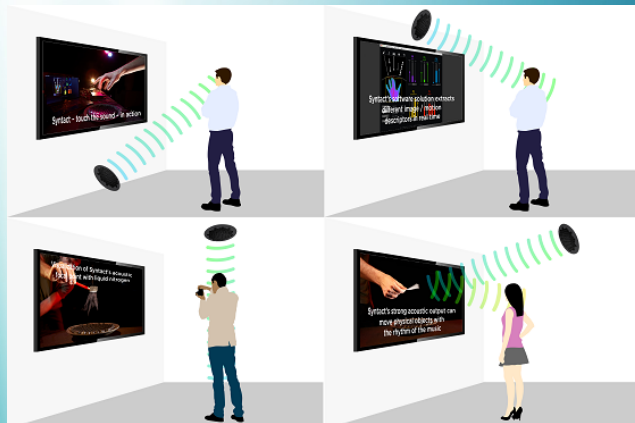 Syntact - touch the sound - in action
Syntact's software solution extracts
different image / motion
descriptors in real time
of Syntact's acoustic
with liquid nitrogen
Syntact's strong acoustic output can
move physical objects with
the rhythm of the music